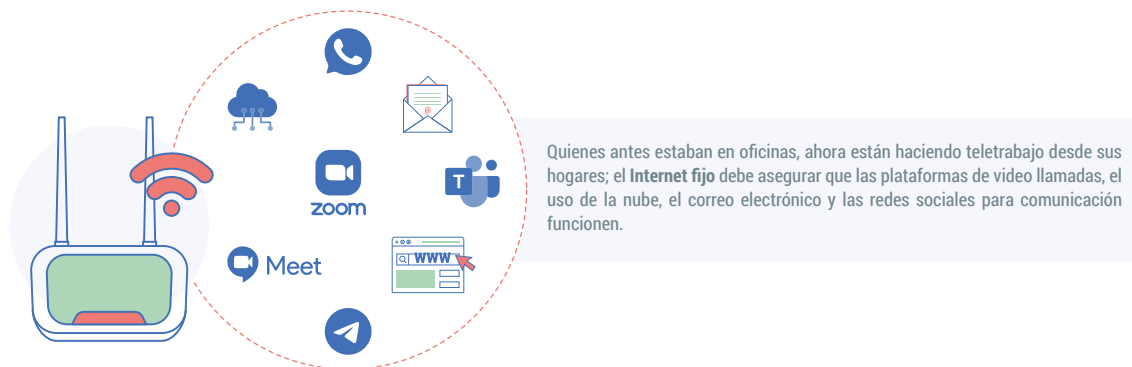 @
T
zoom
Meet
WWW
Quienes antes estaban en oficinas, ahora están haciendo teletrabajo desde sus
hogares; el Internet fijo debe asegurar que las plataformas de video llamadas, el
uso de la nube, el correo electrónico y las redes sociales para comunicación
funcionen.